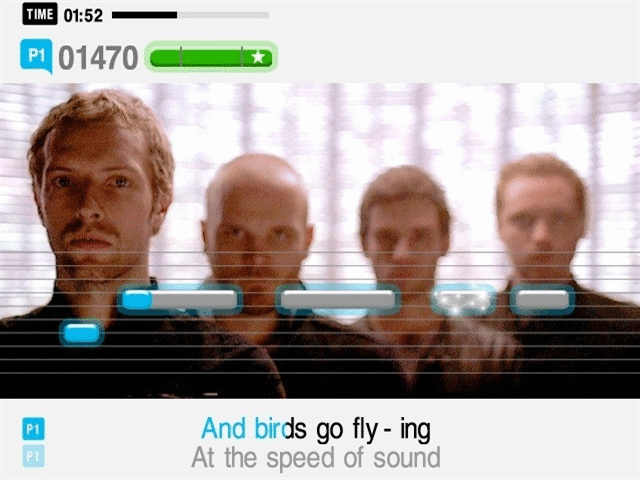 TIME 01:52
P1 01470
P1 And birds go fly - ing
P1 At the speed of sound